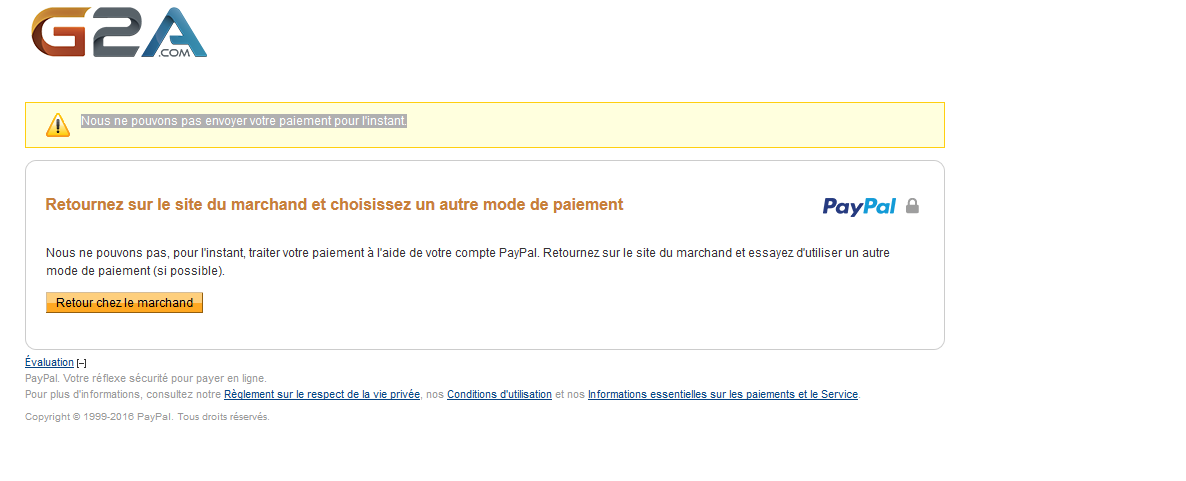 G2A
.COM
Nous ne pouvons pas envoyer votre paiement pour l'instant.
Retournez sur le site du marchand et choisissez un autre mode de paiement
PayPal
Nous ne pouvons pas, pour l'instant, traiter votre paiement à l'aide de votre compte PayPal. Retournez sur le site du marchand et essayez d'utiliser un autre
mode de paiement (si possible).
Retour chez le marchand
Évaluation [–]
PayPal. Votre réflexe sécurité pour payer en ligne.
Pour plus d'informations, consultez notre Règlement sur le respect de la vie privée, nos Conditions d'utilisation et nos Informations essentielles sur les paiements et le Service.
Copyright © 1999-2016 PayPal. Tous droits réservés.